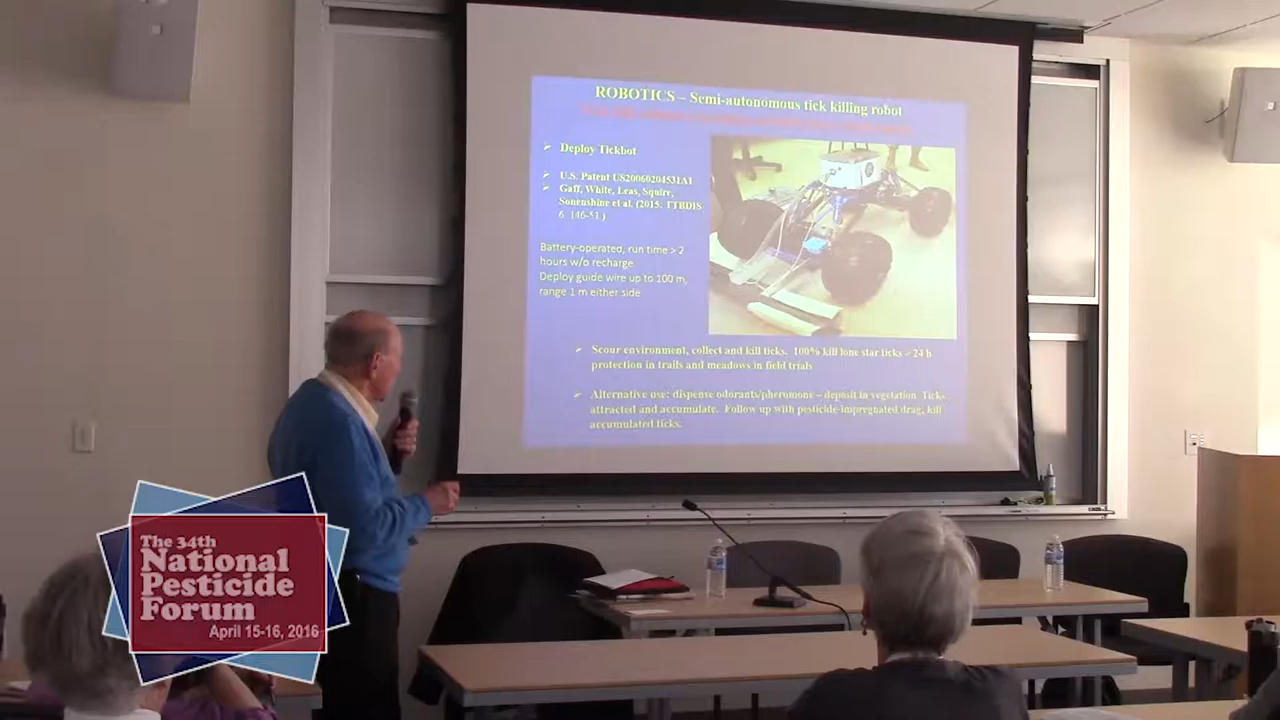 ROBOTICS – Semi-autonomous tick killing robot
➢ Deploy Tickbot
➢ U.S. Patent US20060204531A1
➢ Gaff, White, Leas, Squire,
Sonenshine et al. (2015: TTBDIS
6: 146-51.)
Battery-operated, run time > 2
hours w/o recharge
Deploy guide wire up to 100 m,
range 1 m either side
➢ Scour environment, collect and kill ticks. 100% kill lone star ticks 24 h
protection in trails and meadows in field trials
➢ Alternative use: dispense odorants/pheromons – deposit in vegetation. Ticks
attracted and accumulate. Follow up with pesticide-impregnated drag, kill
accumulated ticks.
The 34th
National
Pesticide
Forum
April 15-16, 2016